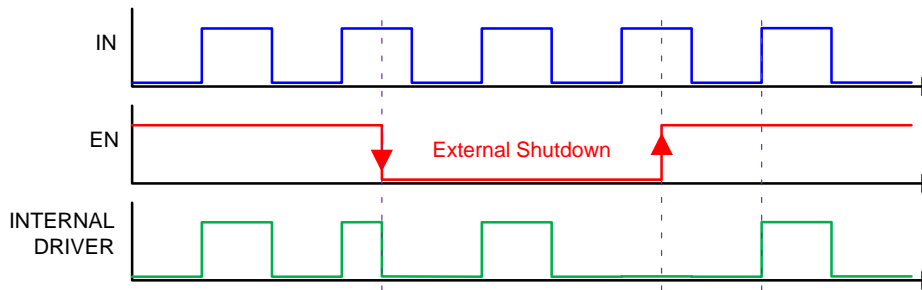 IN
EN
External Shutdown
INTERNAL
DRIVER